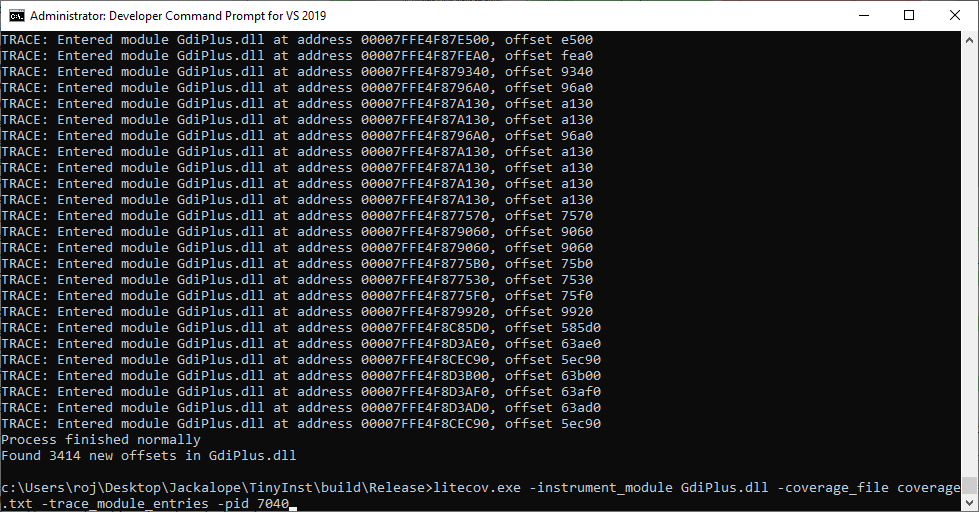 Administrator: Developer Command Prompt for VS 2019
TRACE: Entered module GdiPlus.dll at address 00007FFE4F87E500, offset e500
TRACE: Entered module GdiPlus.dll at address 00007FFE4F87FEA0, offset fea0
TRACE: Entered module GdiPlus.dll at address 00007FFE4F879340, offset 9340
TRACE: Entered module GdiPlus.dll at address 00007FFE4F8796A0, offset 96a0
TRACE: Entered module GdiPlus.dll at address 00007FFE4F87A130, offset a130
TRACE: Entered module GdiPlus.dll at address 00007FFE4F87A130, offset a130
TRACE: Entered module GdiPlus.dll at address 00007FFE4F8796A0, offset 96a0
TRACE: Entered module GdiPlus.dll at address 00007FFE4F87A130, offset a130
TRACE: Entered module GdiPlus.dll at address 00007FFE4F87A130, offset a130
TRACE: Entered module GdiPlus.dll at address 00007FFE4F87A130, offset a130
TRACE: Entered module GdiPlus.dll at address 00007FFE4F87A130, offset a130
TRACE: Entered module GdiPlus.dll at address 00007FFE4F877570, offset 7570
TRACE: Entered module GdiPlus.dll at address 00007FFE4F879060, offset 9060
TRACE: Entered module GdiPlus.dll at address 00007FFE4F879060, offset 9060
TRACE: Entered module GdiPlus.dll at address 00007FFE4F8775B0, offset 75b0
TRACE: Entered module GdiPlus.dll at address 00007FFE4F877530, offset 7530
TRACE: Entered module GdiPlus.dll at address 00007FFE4F8775F0, offset 75f0
TRACE: Entered module GdiPlus.dll at address 00007FFE4F879920, offset 9920
TRACE: Entered module GdiPlus.dll at address 00007FFE4F8C85D0, offset 585d0
TRACE: Entered module GdiPlus.dll at address 00007FFE4F8D3AE0, offset 63ae0
TRACE: Entered module GdiPlus.dll at address 00007FFE4F8CEC90, offset 5ec90
TRACE: Entered module GdiPlus.dll at address 00007FFE4F8D3B00, offset 63b00
TRACE: Entered module GdiPlus.dll at address 00007FFE4F8D3AF0, offset 63af0
TRACE: Entered module GdiPlus.dll at address 00007FFE4F8D3AD0, offset 63ad0
TRACE: Entered module GdiPlus.dll at address 00007FFE4F8CEC90, offset 5ec90
Process finished normally
Found 3414 new offsets in GdiPlus.dll
c:\Users\roj\Desktop\Jackalope\TinyInst\build\Release>litecov.exe -instrument_module GdiPlus.dll -coverage_file coverage
.txt -trace_module_entries -pid 7040